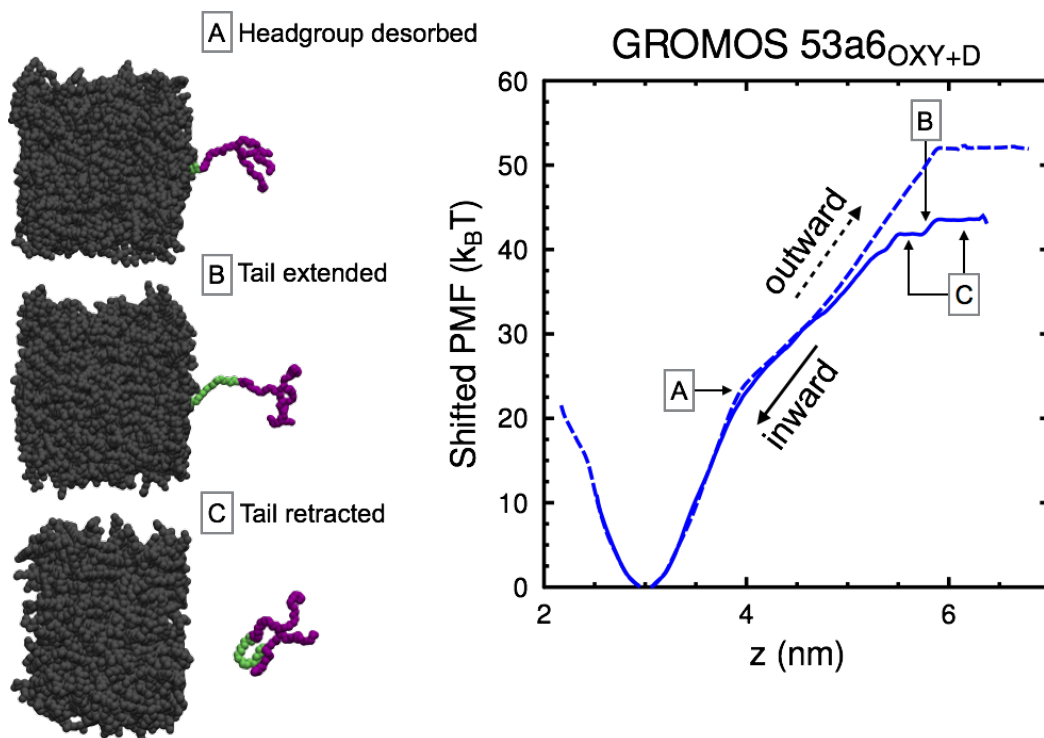 A Headgroup desorbed
B Tail extended
C Tail retracted
GROMOS 53a6OXY+D
Shifted PMF (kBT)
60
50
40
30
20
10
0
2
4
6
z (nm)
B
outward
C
A
inward